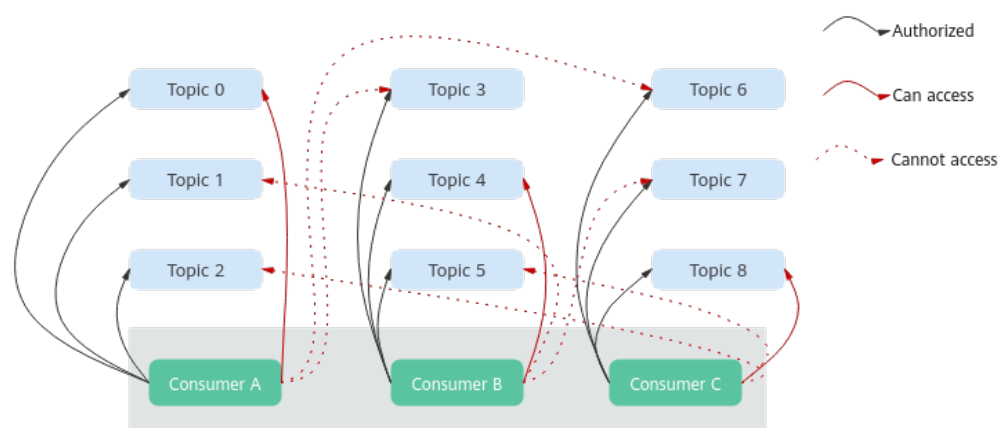 Authorized
Topic 0
Topic 3
Topic 6
Can access
Cannot access
Topic 1
Topic 4
Topic 7
Topic 2
Topic 5
Topic 8
Consumer A
Consumer B
Consumer C